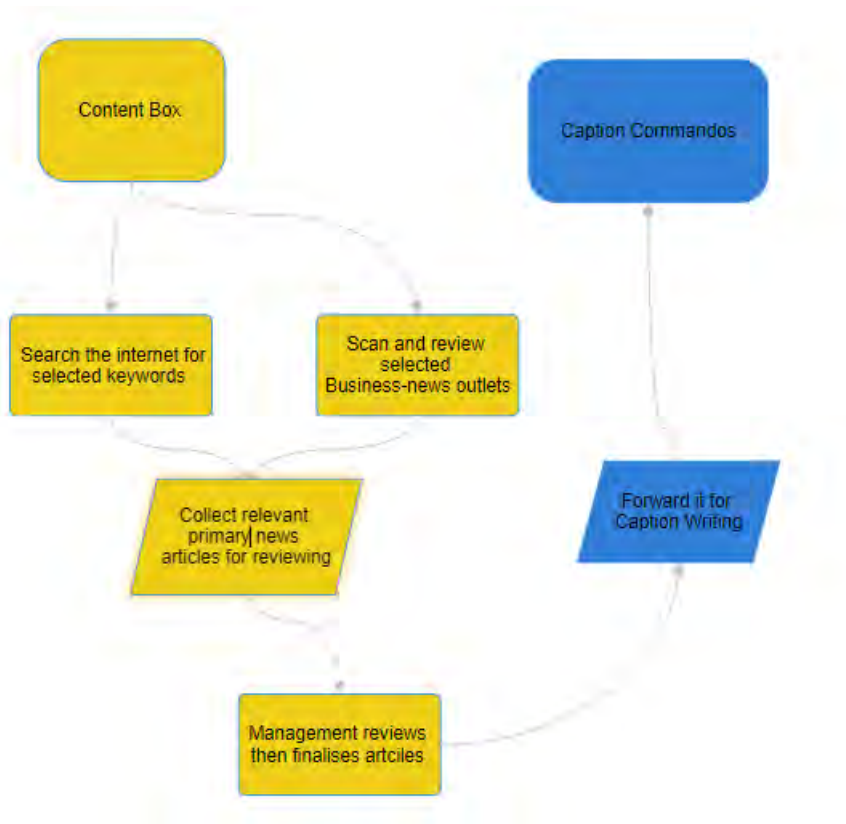 Content Box
Caption Commandos
Search the internet for
selected keywords
Scan and review
selected
Business-news outlets
Collect relevant
primary news
articles for reviewing
Forward it for
Caption Writing
Management reviews
then finalises artciles